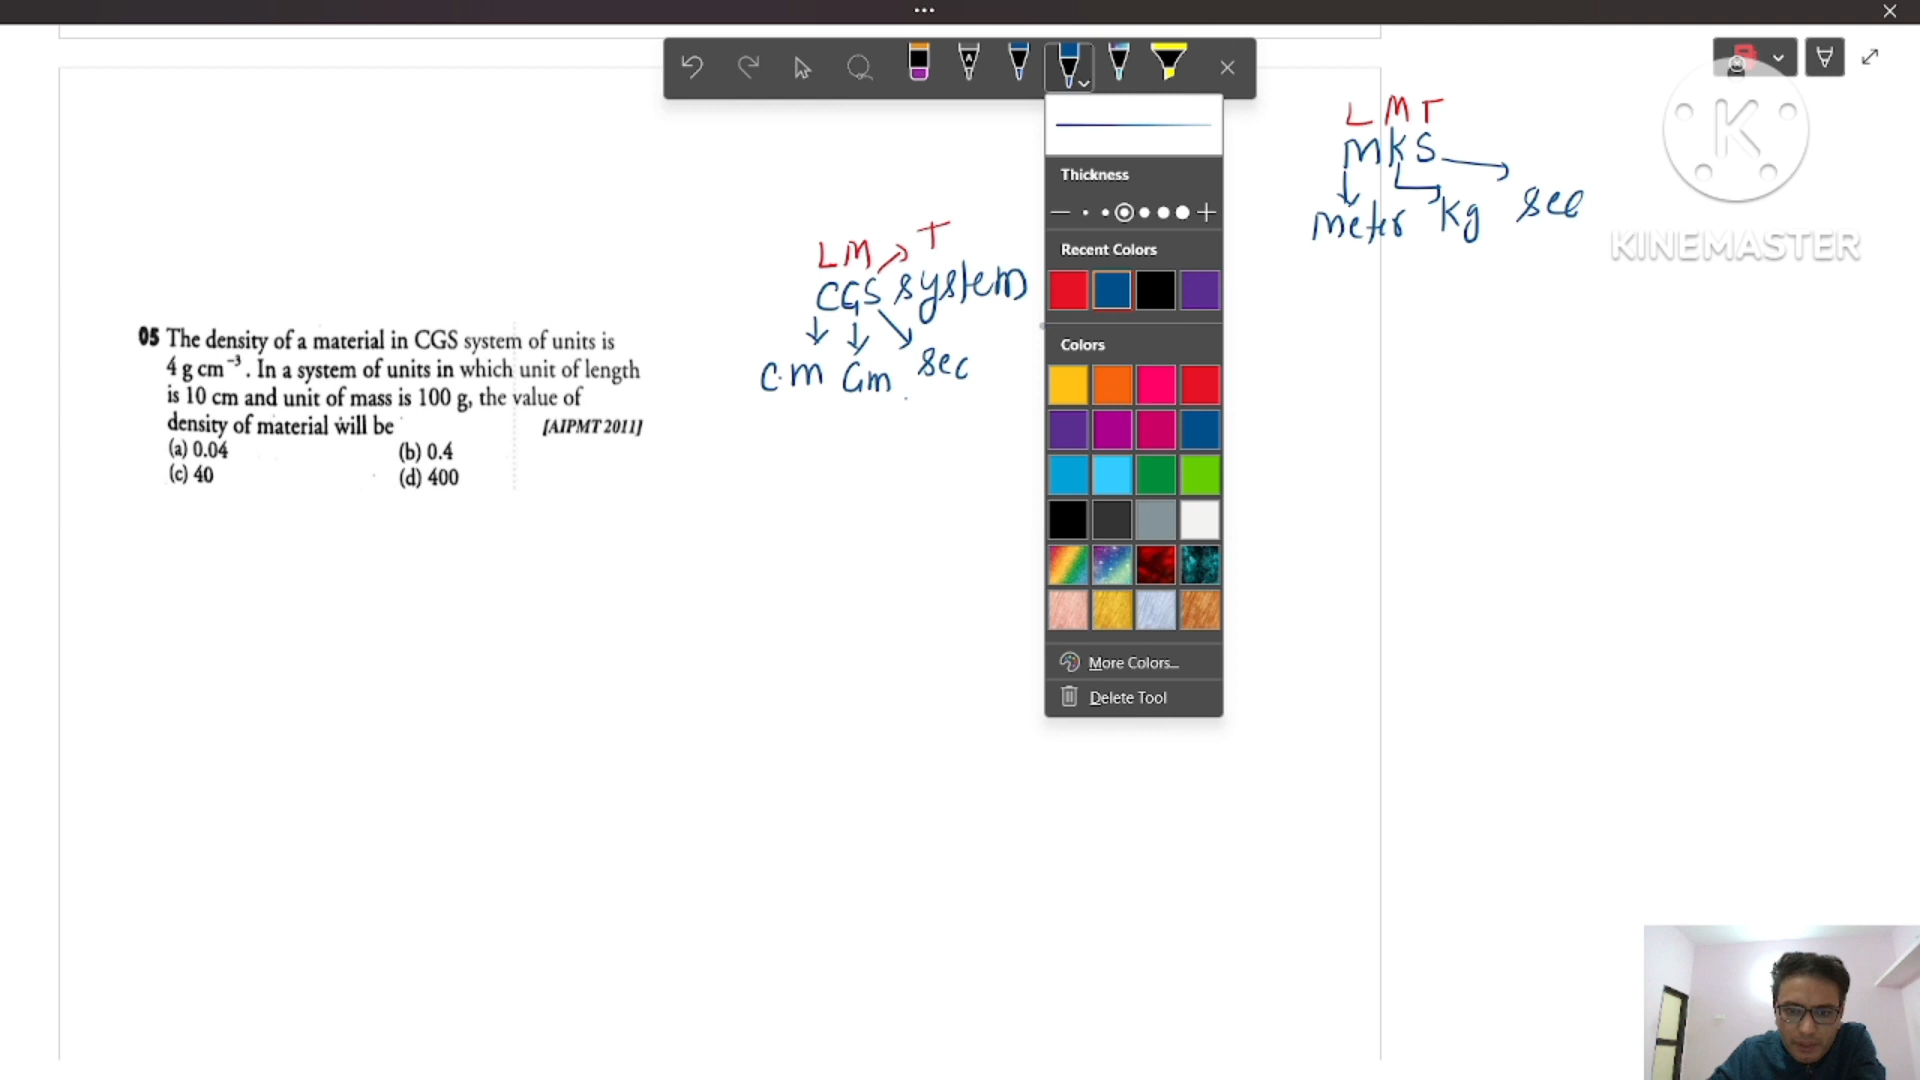 L M T
M K S
meter Kg sec
KINEMASTER
Thickness
Recent Colors
Colors
More Colors...
Delete Tool
L M T
CGS system
c.m Gm sec
05 The density of a material in CGS system of units is
4 g cm⁻³. In a system of units in which unit of length
is 10 cm and unit of mass is 100 g, the value of
density of material will be [AIPMT 2011]
(a) 0.04 (b) 0.4
(c) 40 (d) 400